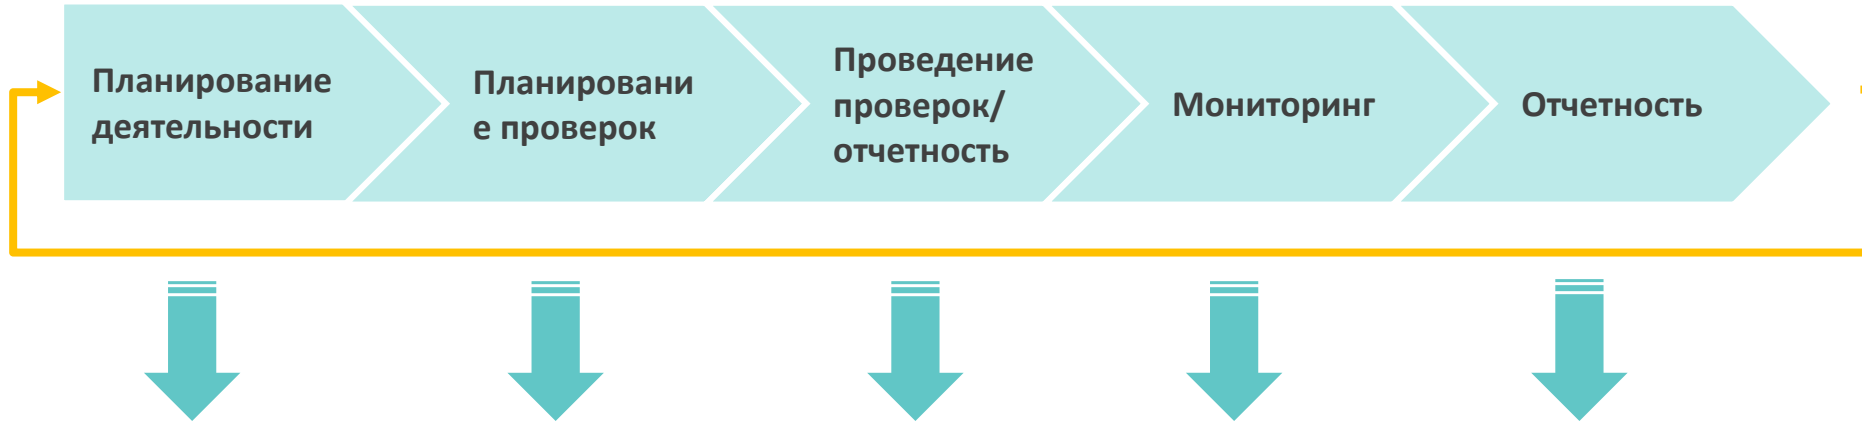 Планирование
деятельности
Планировани
е проверок
Проведение
проверок/
отчетность
Мониторинг
Отчетность